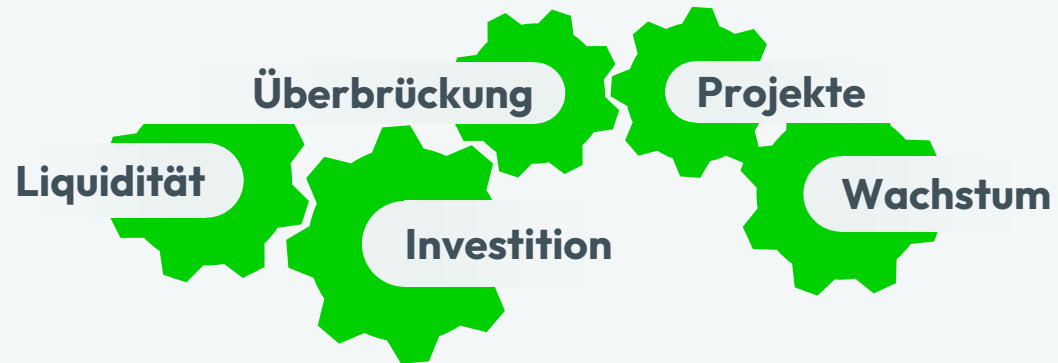 Überbrückung
Projekte
Liquidität
Wachstum
Investition